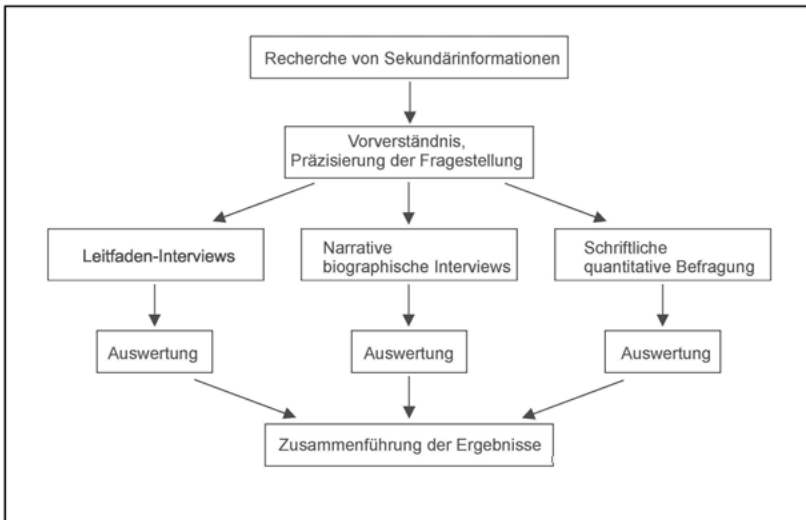 Recherche von Sekundärinformationen
Vorverständnis,
Präzisierung der Fragestellung
Leitfaden-Interviews
Narrative
biographische Interviews
Schriftliche
quantitative Befragung
Auswertung
Auswertung
Auswertung
Zusammenführung der Ergebnisse